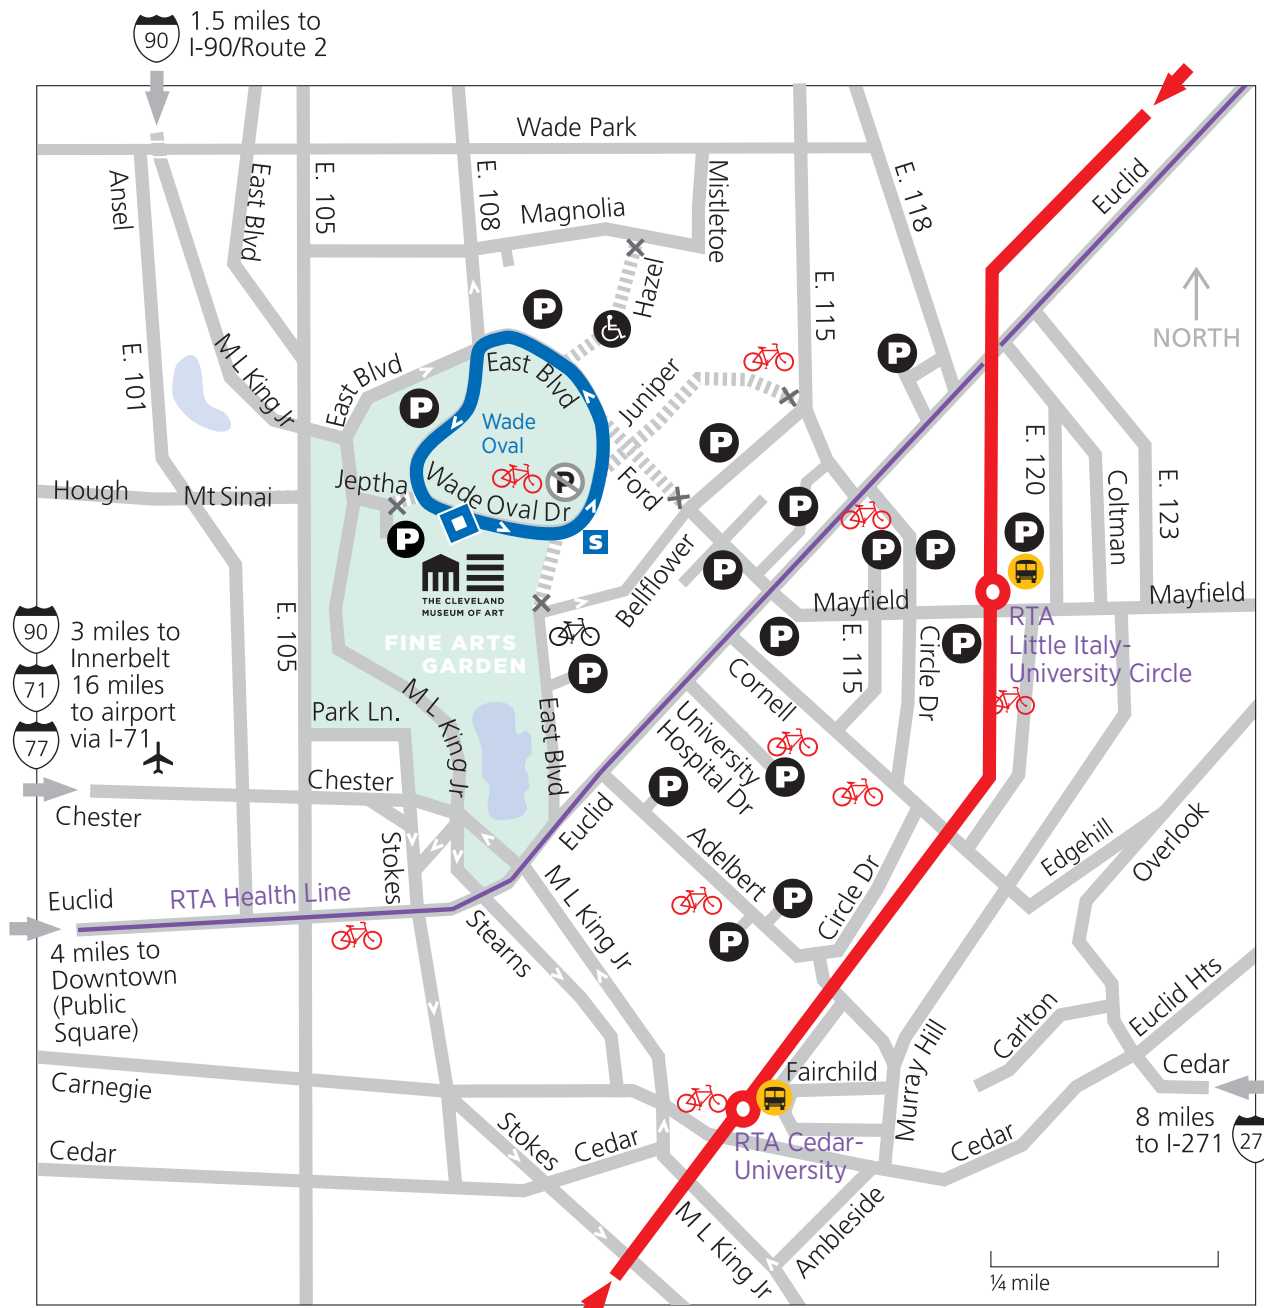 90
1.5 miles to
I-90/Route 2
Wade Park
Ansel
East Blvd
E. 105
E. 108
Magnolia
Mistletoe
E. 118
Euclid
Hazel
E. 115
NORTH
E. 101
M L King Jr
East Blvd
East Blvd
Juniper
P
P
P
P
P
Wade
Oval
Ford
Jeptha
Wade Oval Dr
P
Hough
Mt Sinai
S
P
P
P
P
P
P
E. 120
Coltman
E. 123
THE CLEVELAND
MUSEUM OF ART
FINE ARTS
GARDEN
Bellflower
Mayfield
Mayfield
E. 105
90
71
77
3 miles to
Innerbelt
16 miles
to airport
via I-71
P
P
P
E. 115
Circle Dr
RTA
Little Italy-
University Circle
Cornell
M L King Jr
Park Ln.
East Blvd
University
Hospital Dr
P
P
Chester
Chester
Euclid
Stokes
Adelbert
P
P
Circle Dr
Edgehill
Overlook
Euclid
RTA Health Line
4 miles to
Downtown
(Public
Square)
Stearns
M L King Jr
Carlton
Euclid Hts
Murray Hill
Fairchild
Cedar
Carnegie
8 miles
to I-271
27
Cedar
Stokes
Cedar
RTA Cedar-
University
Cedar
M L King Jr
Ambleside
¼ mile